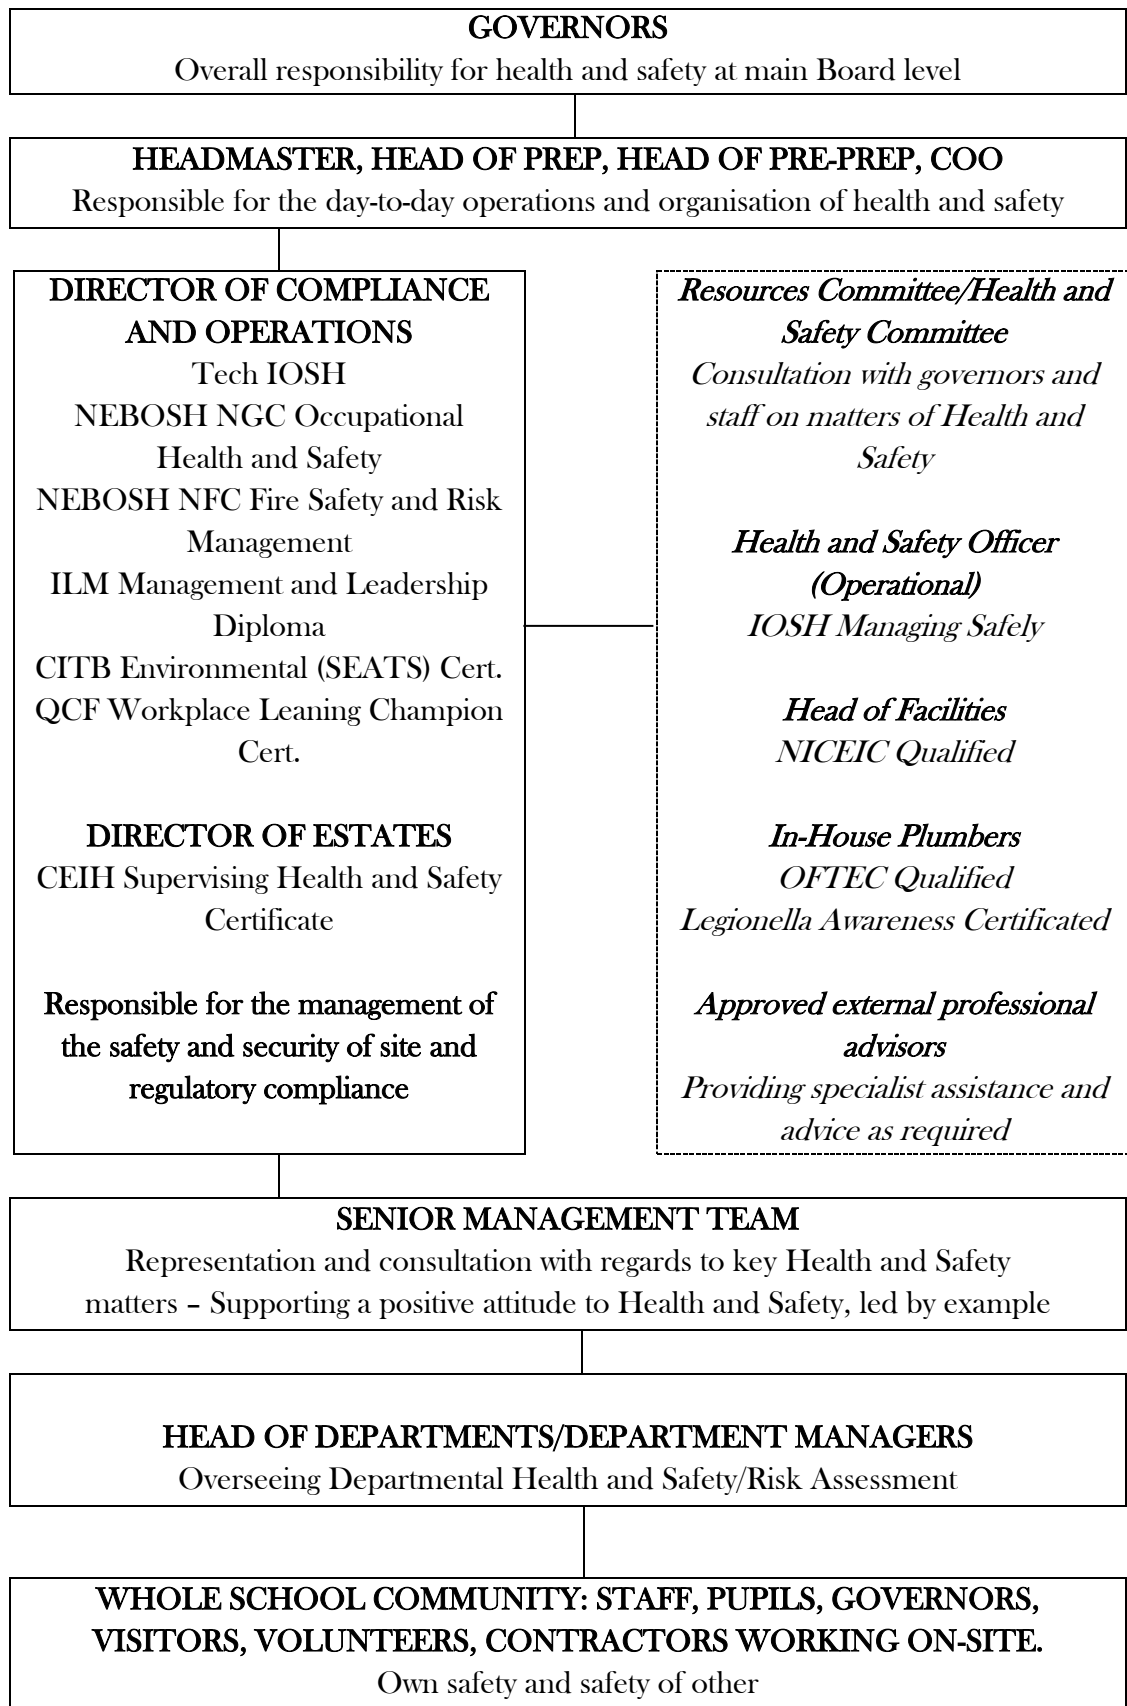 GOVERNORS
Overall responsibility for health and safety at main Board level
HEADMASTER, HEAD OF PREP, HEAD OF PRE-PREP, COO
Responsible for the day-to-day operations and organisation of health and safety
DIRECTOR OF COMPLIANCE
AND OPERATIONS
Tech IOSH
NEBOSH NGC Occupational
Health and Safety
NEBOSH NFC Fire Safety and Risk
Management
ILM Management and Leadership
Diploma
CITB Environmental (SEATS) Cert.
QCF Workplace Leaning Champion
Cert.
DIRECTOR OF ESTATES
CEIH Supervising Health and Safety
Certificate
Responsible for the management of
the safety and security of site and
regulatory compliance
Resources Committee/Health and
Safety Committee
Consultation with governors and
staff on matters of Health and
Safety
Health and Safety Officer
(Operational)
IOSH Managing Safely
Head of Facilities
NICEIC Qualified
In-House Plumbers
OFTEC Qualified
Legionella Awareness Certificated
Approved external professional
advisors
Providing specialist assistance and
advice as required
SENIOR MANAGEMENT TEAM
Representation and consultation with regards to key Health and Safety
matters – Supporting a positive attitude to Health and Safety, led by example
HEAD OF DEPARTMENTS/DEPARTMENT MANAGERS
Overseeing Departmental Health and Safety/Risk Assessment
WHOLE SCHOOL COMMUNITY: STAFF, PUPILS, GOVERNORS,
VISITORS, VOLUNTEERS, CONTRACTORS WORKING ON-SITE.
Own safety and safety of other